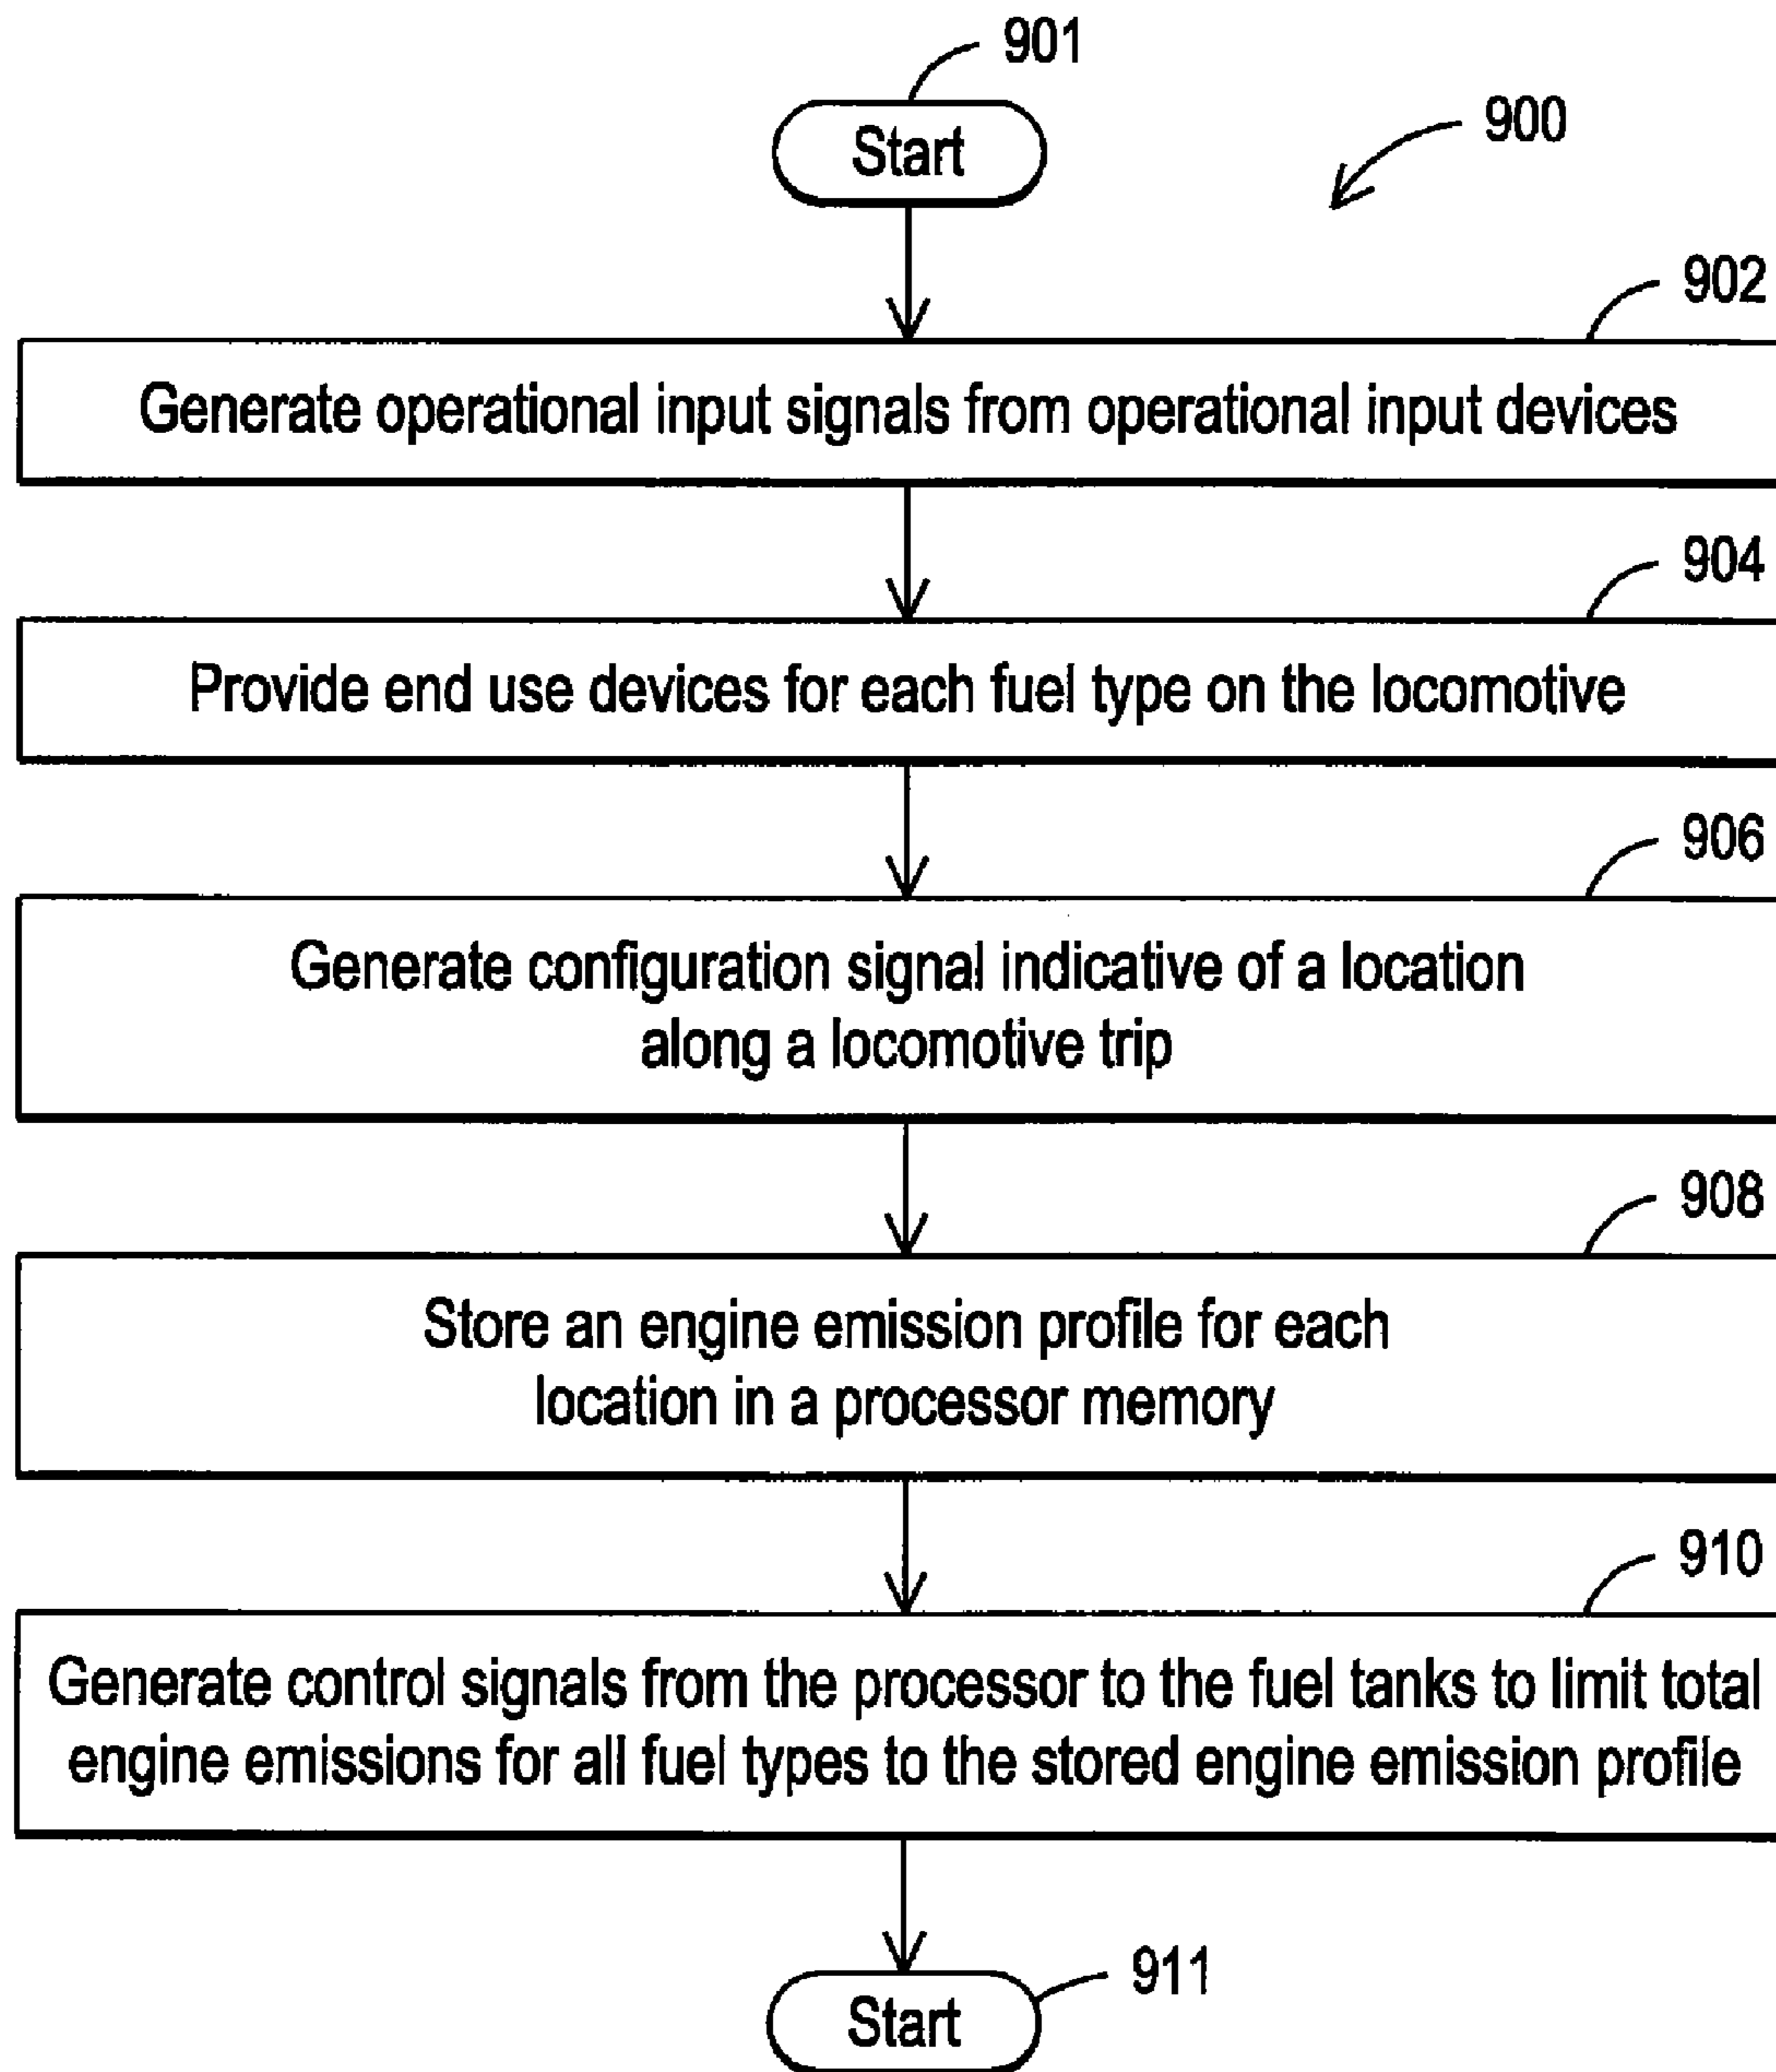 901
Start
900
902
Generate operational input signals from operational input devices
904
Provide end use devices for each fuel type on the locomotive
906
Generate configuration signal indicative of a location
along a locomotive trip
908
Store an engine emission profile for each
location in a processor memory
910
Generate control signals from the processor to the fuel tanks to limit total
engine emissions for all fuel types to the stored engine emission profile
911
Start